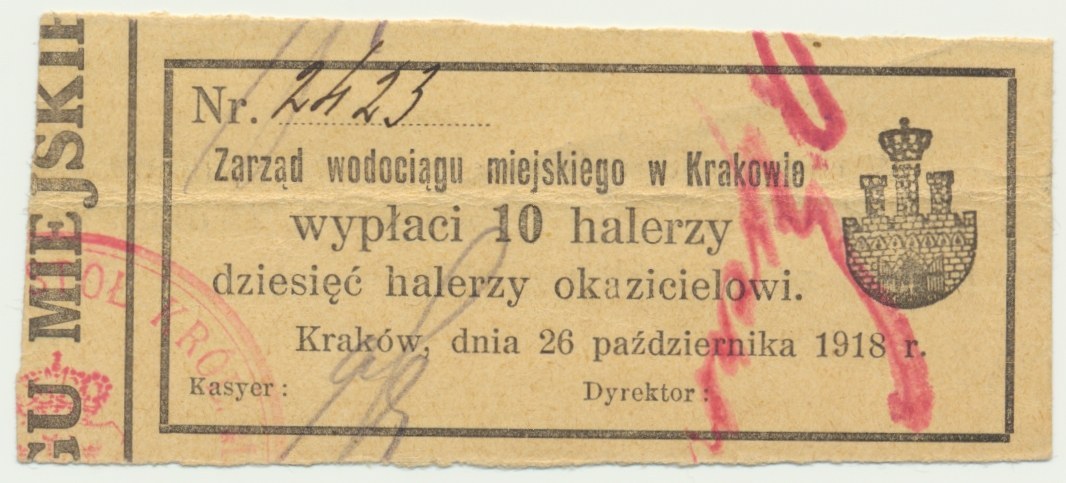 GU MIEJSKIE
Nr. 2423
Zarząd wodociągu miejskiego w Krakowie
wypłaci 10 halerzy
dziesięć halerzy okazicielowi.
Kraków, dnia 26 października 1918 r.
Kasyer: Dyrektor: